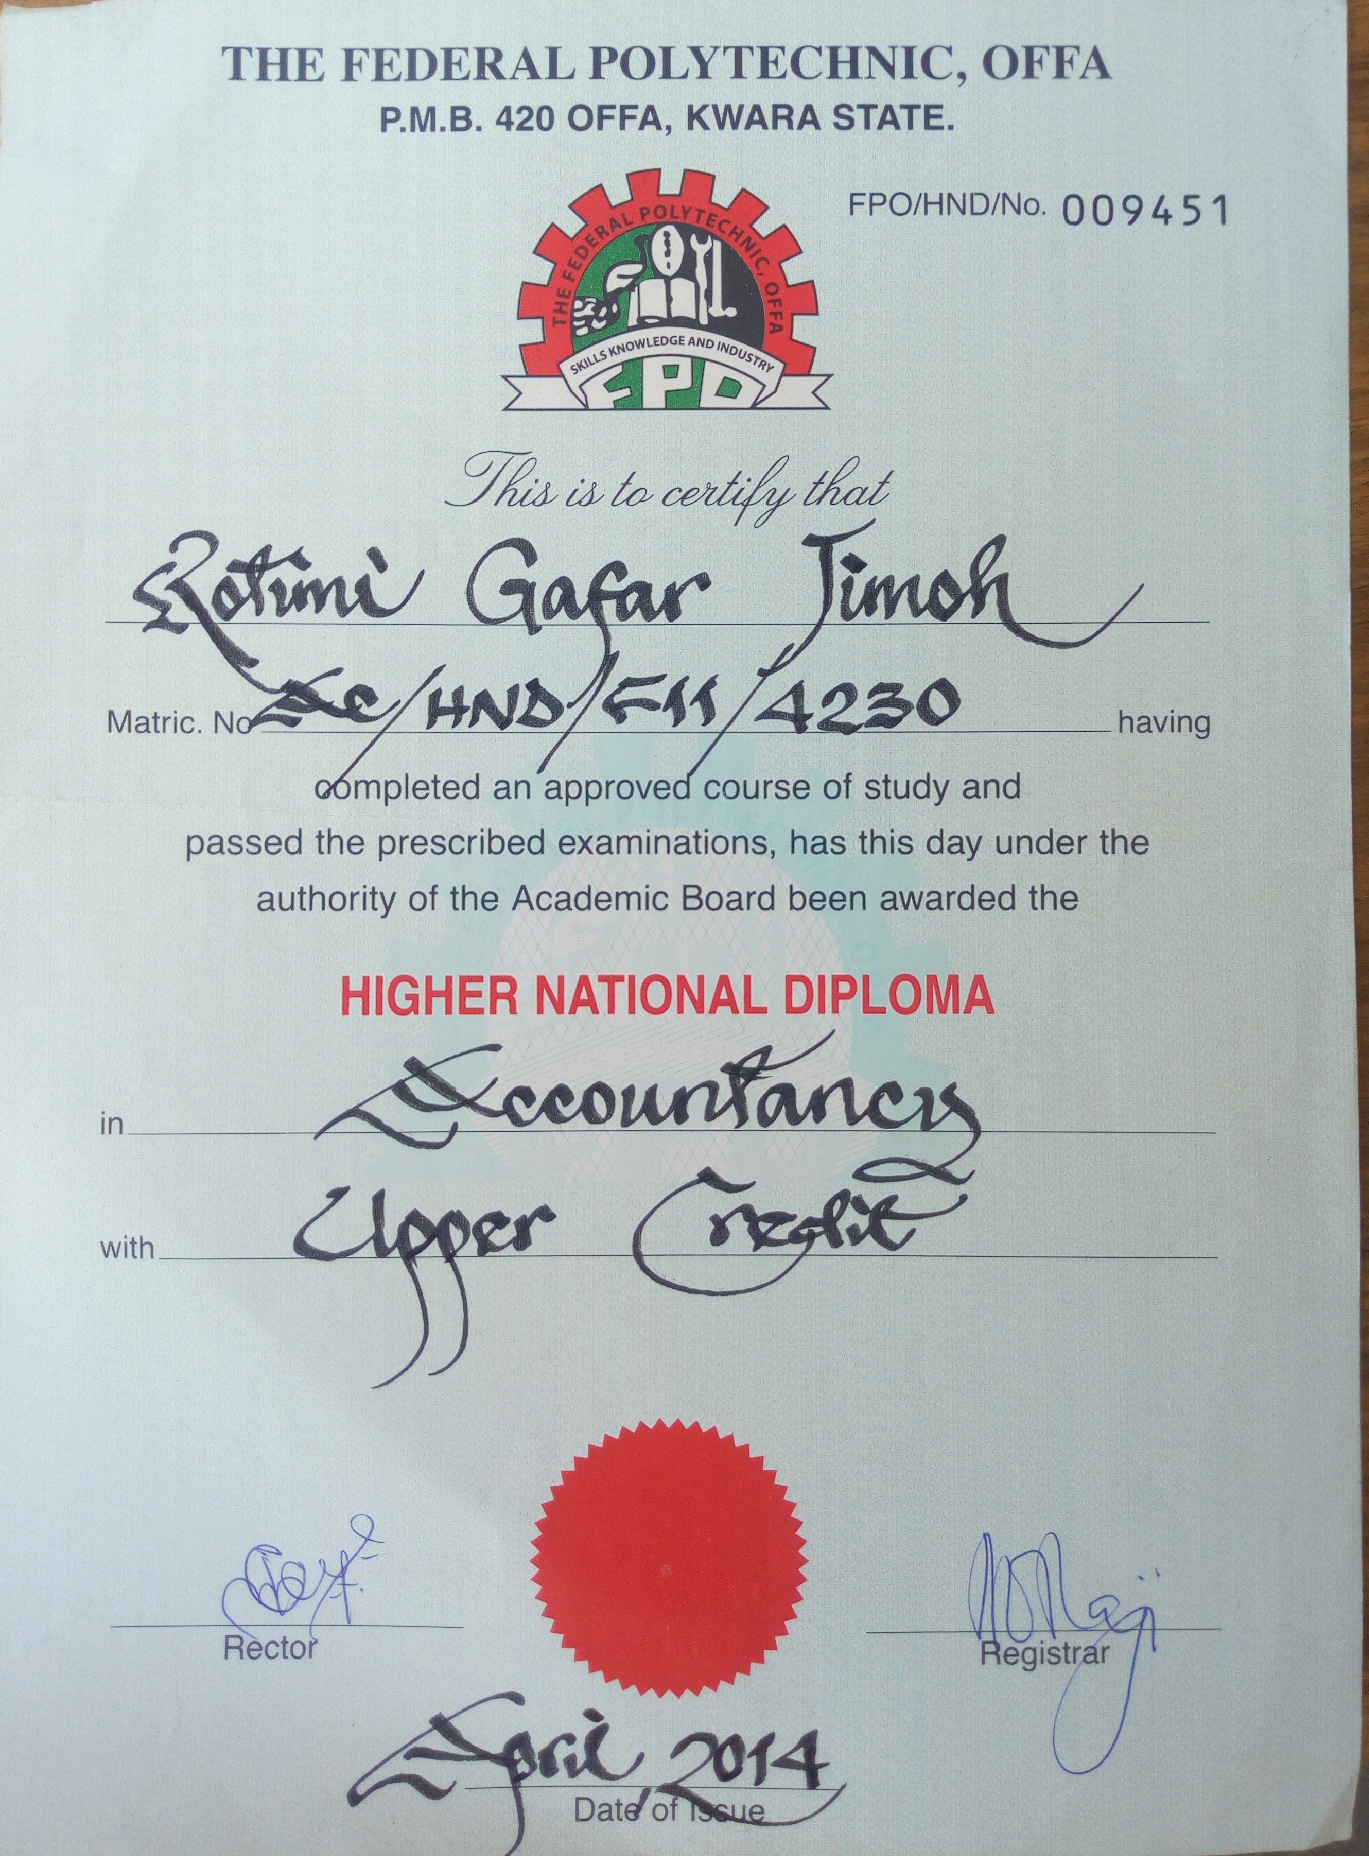 THE FEDERAL POLYTECHNIC, OFFA
P.M.B. 420 OFFA, KWARA STATE.
FPO/HND/No. 009451
THE FEDERAL POLYTECHNIC, OFFA
SKILLS KNOWLEDGE AND INDUSTRY
FPO
This is to certify that
Rotimi Gafar Jimoh
Matric. No AC/HND/F11/4230 having
completed an approved course of study and
passed the prescribed examinations, has this day under the
authority of the Academic Board been awarded the
HIGHER NATIONAL DIPLOMA
in Accountancy
with Upper Credit
Rector
Registrar
April, 2014
Date of Issue